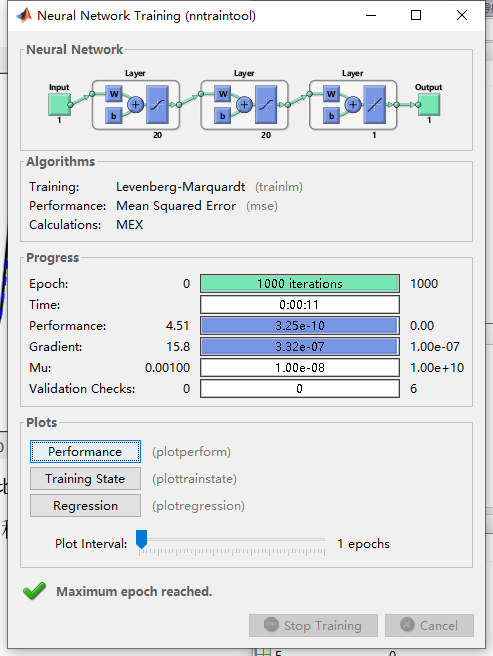 Neural Network Training (nntraintool)
Neural Network
Layer Layer Layer
Input W b W b W b Output
1 20 20 1 1
Algorithms
Training: Levenberg-Marquardt (trainlm)
Performance: Mean Squared Error (mse)
Calculations: MEX
Progress
Epoch: 0 1000 iterations 1000
Time: 0:00:11
Performance: 4.51 3.25e-10 0.00
Gradient: 15.8 3.32e-07 1.00e-07
Mu: 0.00100 1.00e-08 1.00e+10
Validation Checks: 0 0 6
Plots
Performance (plotperform)
Training State (plottrainstate)
Regression (plotregression)
Plot Interval: 1 epochs
Maximum epoch reached.
Stop Training Cancel
5 0